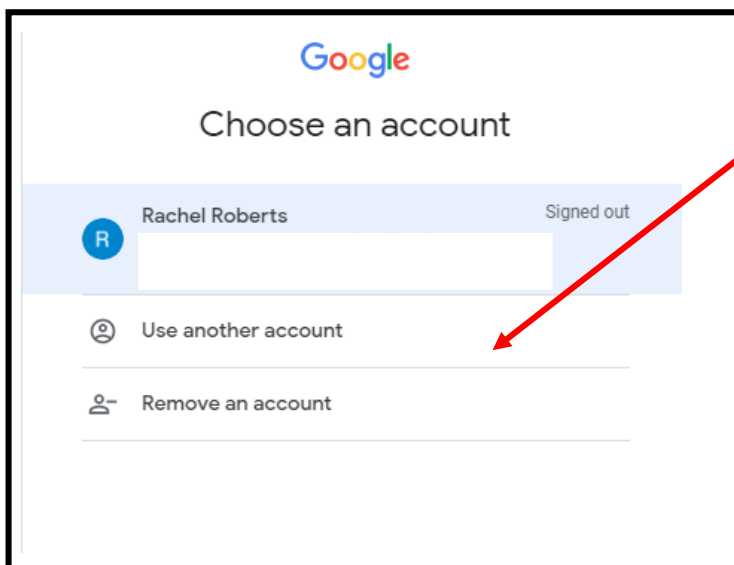 Google
Choose an account
Rachel Roberts Signed out
R
Use another account
Remove an account